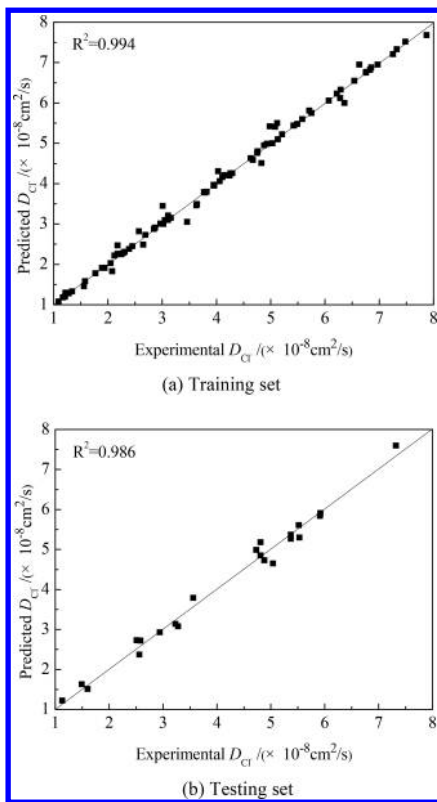 R²=0.994
8
7
6
5
4
3
2
1
Predicted D_Cl⁻ /(× 10⁻⁸cm²/s)
1 2 3 4 5 6 7 8
Experimental D_Cl⁻ /(× 10⁻⁸cm²/s)
(a) Training set
R²=0.986
8
7
6
5
4
3
2
1
Predicted D_Cl⁻ /(× 10⁻⁸cm²/s)
1 2 3 4 5 6 7 8
Experimental D_Cl⁻ /(× 10⁻⁸cm²/s)
(b) Testing set